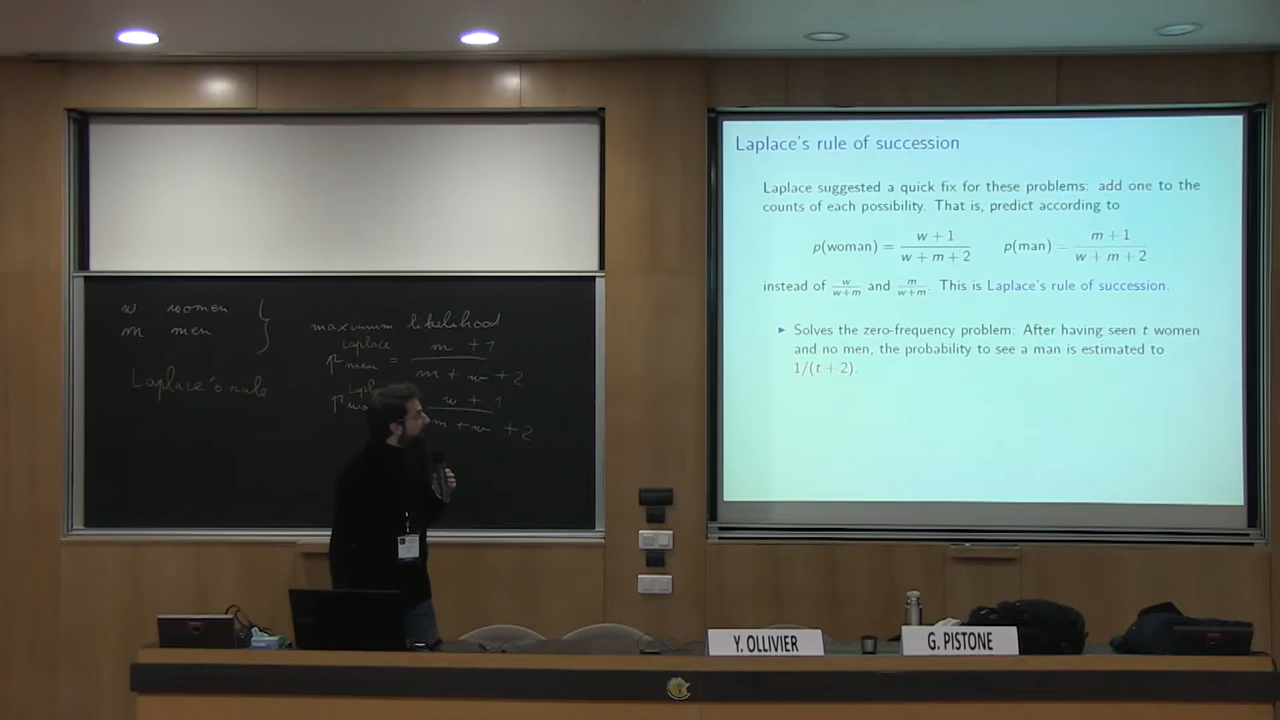 w women
m men
Laplace's rule
maximum likelihood
Laplace
p men = m + 1
m + w + 2
w + 1
m + w + 2
Laplace's rule of succession
Laplace suggested a quick fix for these problems: add one to the
counts of each possibility. That is, predict according to
p(woman) = w + 1 / w + m + 2 p(man) = m + 1 / w + m + 2
instead of w/w+m and m/w+m. This is Laplace's rule of succession.
► Solves the zero-frequency problem: After having seen t women
and no men, the probability to see a man is estimated to
1/(t + 2).
Y. OLLIVIER
G. PISTONE